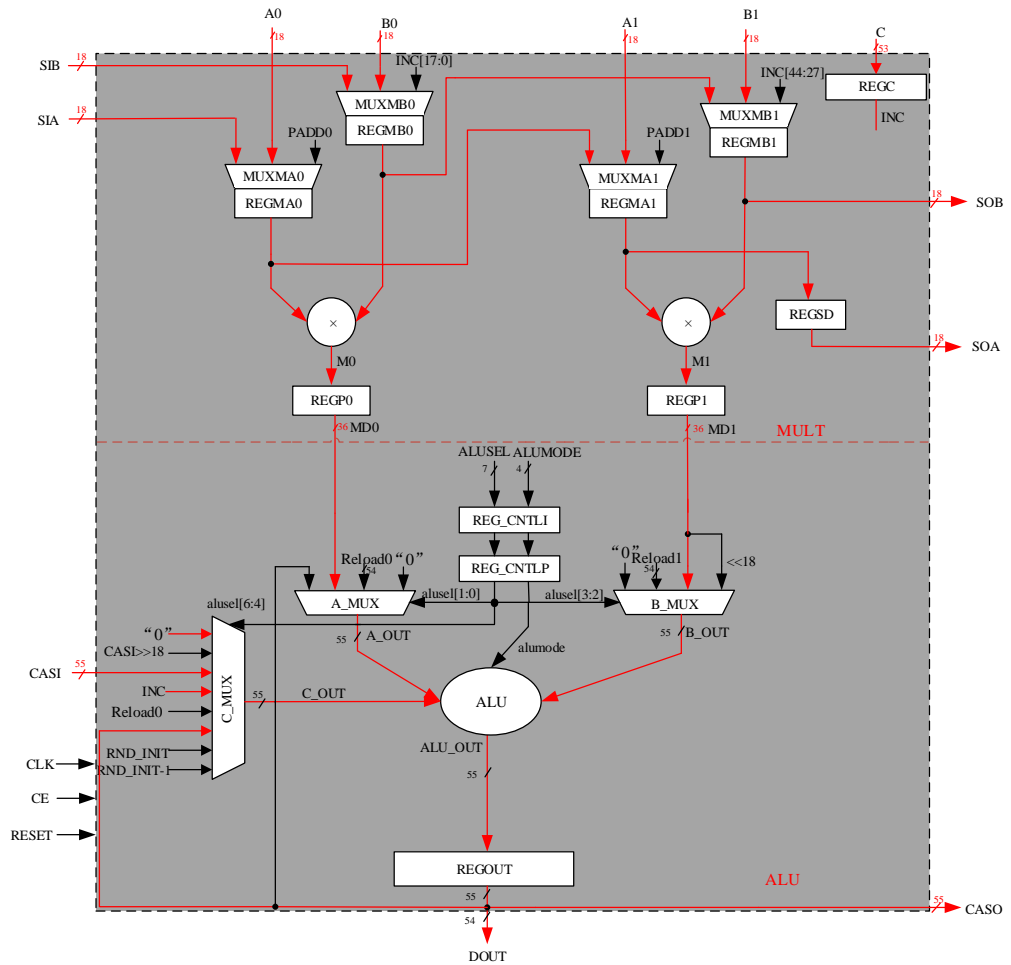 A0
B0
A1
B1
C
18
18
18
18
53
SIB
18
INC[17:0]
INC[44:27]
REGC
MUXMB0
MUXMB1
SIA
18
REGMB0
INC
PADD0
PADD1
REGMB1
MUXMA0
MUXMA1
REGMA0
REGMA1
18
SOB
×
×
REGSD
18
SOA
M0
M1
REGP0
REGP1
36 MD0
36 MD1
MULT
ALUSEL ALUMODE
7
4
REG_CNTLI
Reload0 “0”
54
REG_CNTLP
“0” Reload1
54
<<18
alusel[1:0]
alusel[3:2]
A_MUX
B_MUX
alusel[6:4]
“0”
55
A_OUT
55
B_OUT
CASI>>18
alumode
55
CASI
INC
C_MUX
55
C_OUT
ALU
Reload0
RND_INIT
ALU_OUT
CLK
RND_INIT-1
55
CE
RESET
REGOUT
ALU
55
55
CASO
54
DOUT